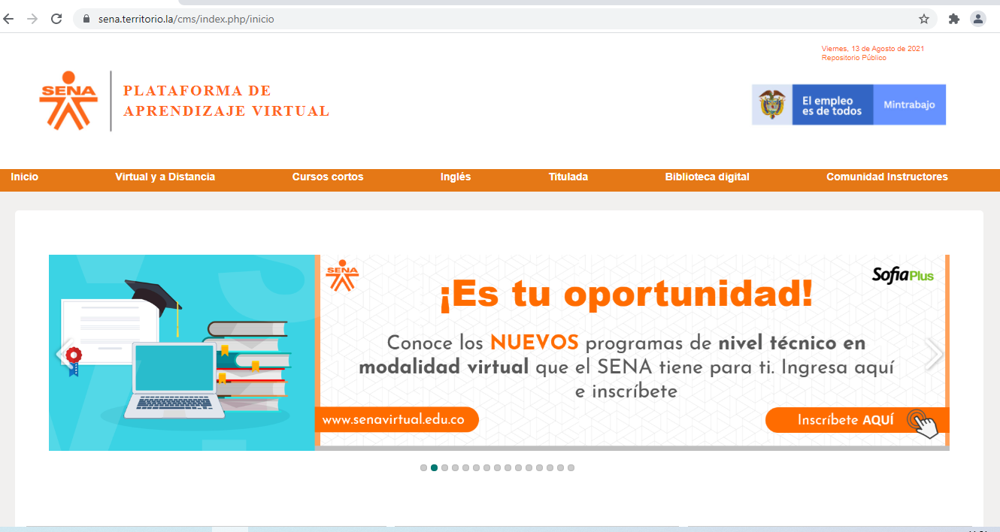 sena.territorio.la/cms/index.php/inicio
Viernes, 13 de Agosto de 2021
Repositorio Público
SENA
PLATAFORMA DE
APRENDIZAJE VIRTUAL
El empleo
es de todos
Mintrabajo
Inicio Virtual y a Distancia Cursos cortos Inglés Titulada Biblioteca digital Comunidad Instructores
SENA
Sofia Plus
¡Es tu oportunidad!
Conoce los NUEVOS programas de nivel técnico en
modalidad virtual que el SENA tiene para ti. Ingresa aquí
e inscríbete
www.senavirtual.edu.co
Inscríbete AQUÍ